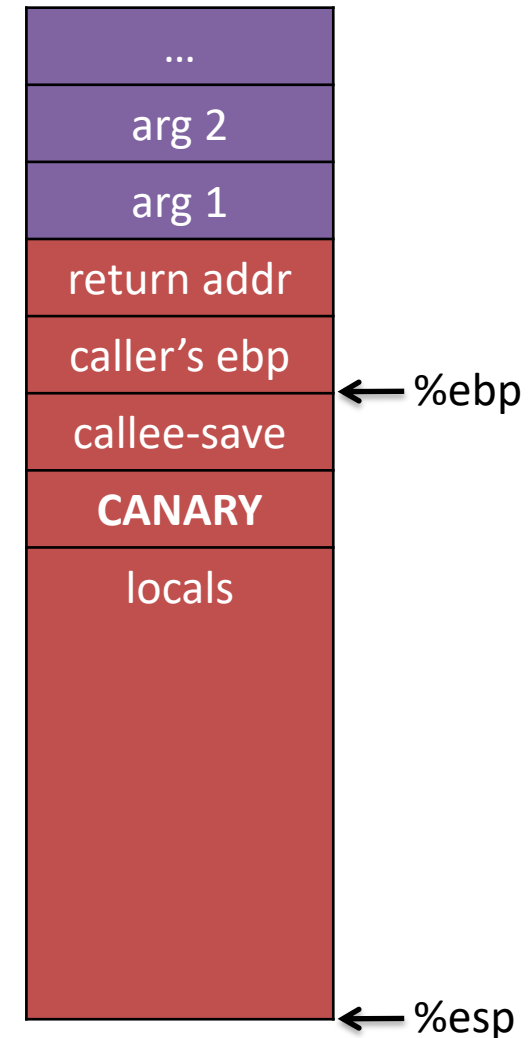 …
arg 2
arg 1
return addr
caller’s ebp
%ebp
callee-save
CANARY
locals
%esp